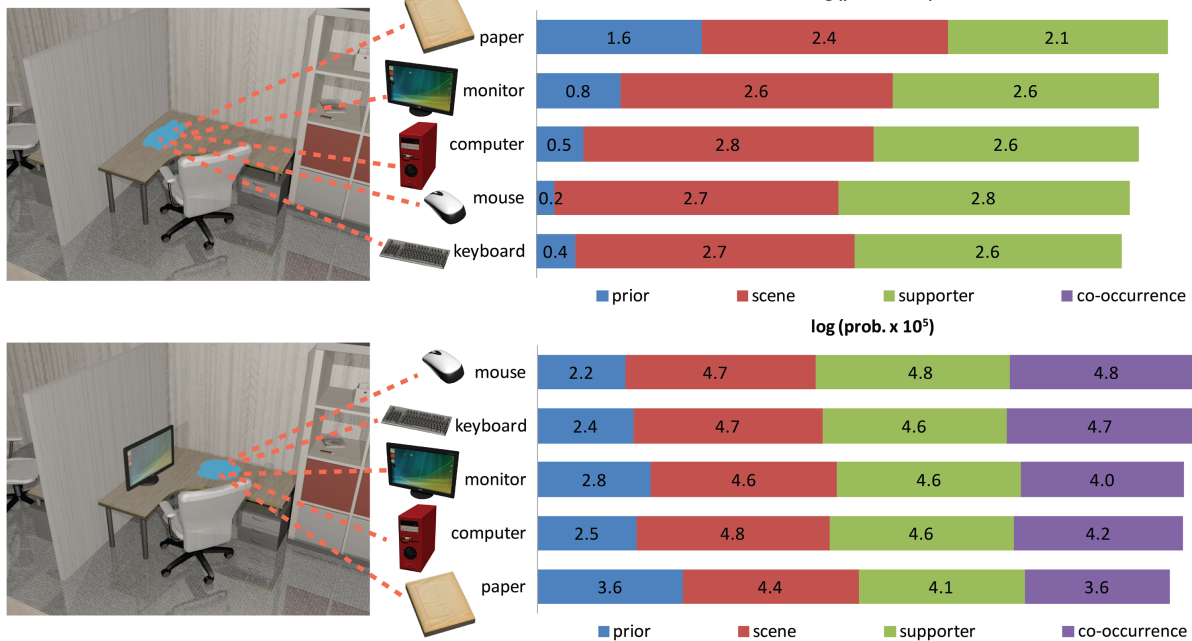 paper 1.6 2.4 2.1
monitor 0.8 2.6 2.6
computer 0.5 2.8 2.6
mouse 0.2 2.7 2.8
keyboard 0.4 2.7 2.6
prior scene supporter co-occurrence
log (prob. x 10⁵)
mouse 2.2 4.7 4.8 4.8
keyboard 2.4 4.7 4.6 4.7
monitor 2.8 4.6 4.6 4.0
computer 2.5 4.8 4.6 4.2
paper 3.6 4.4 4.1 3.6
prior scene supporter co-occurrence